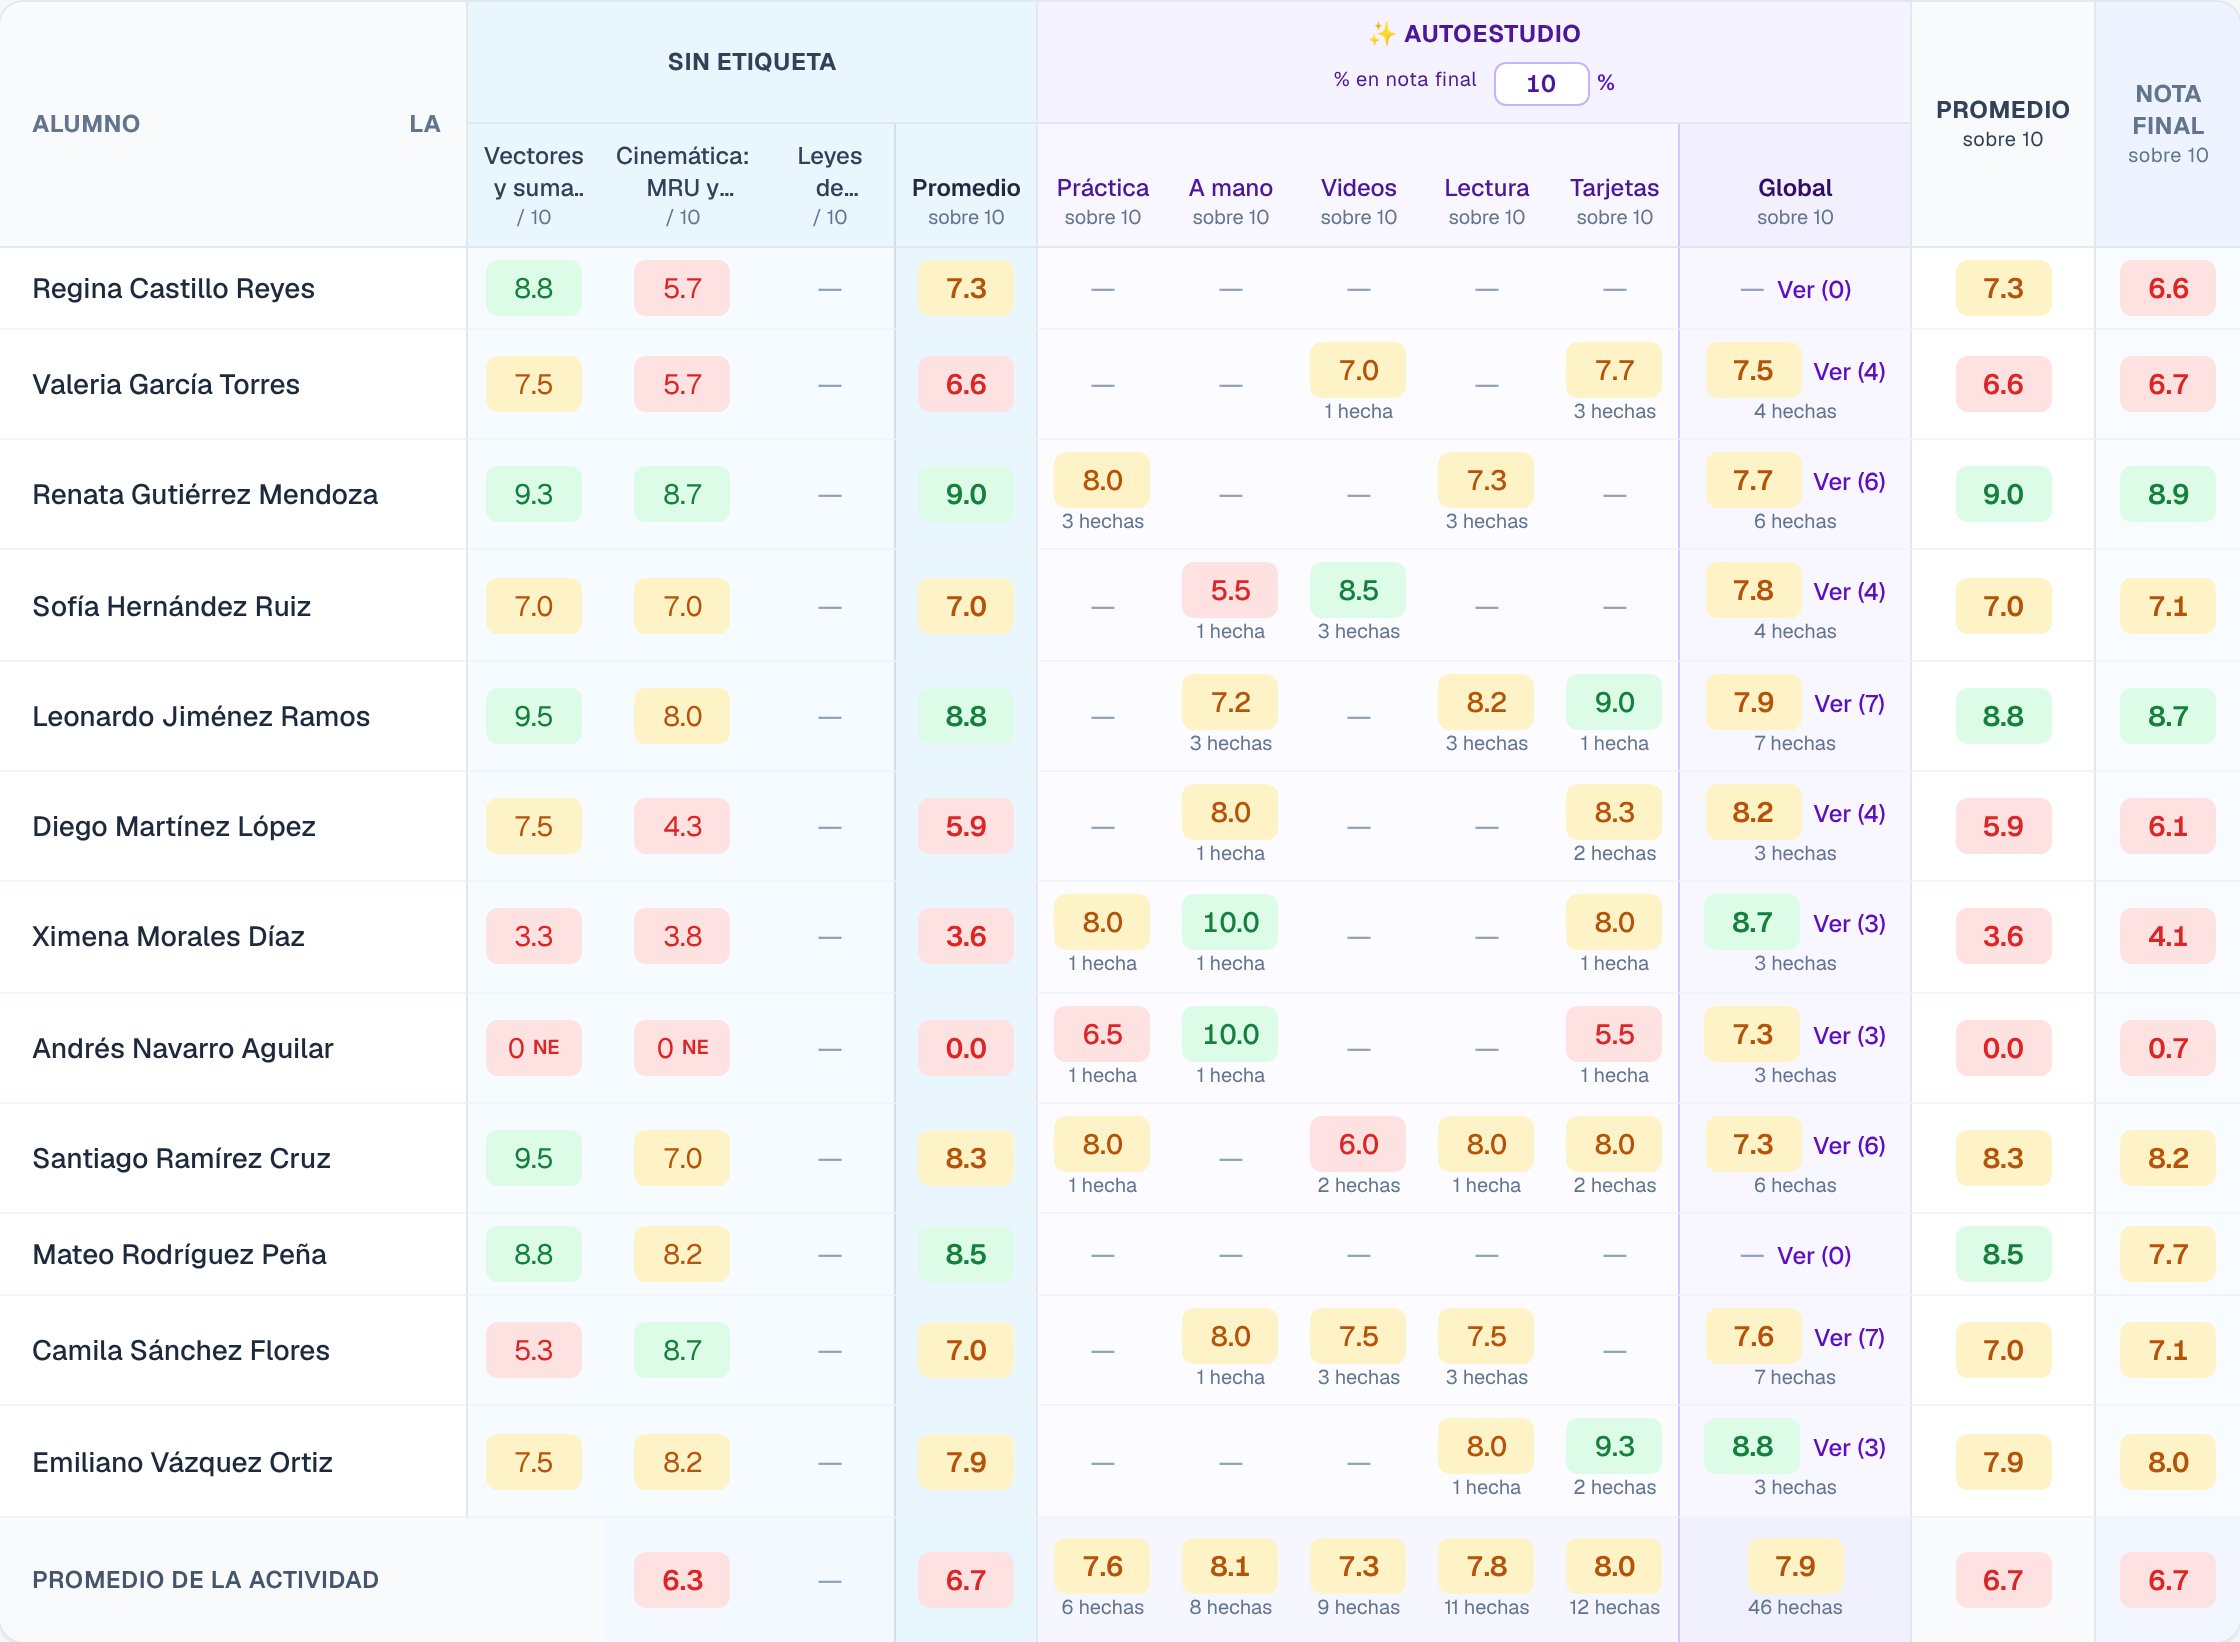 ALUMNO LA
SIN ETIQUETA
✨ AUTOESTUDIO
% en nota final 10 %
PROMEDIO
sobre 10
NOTA
FINAL
sobre 10
Vectores
y suma…
/ 10
Cinemática:
MRU y…
/ 10
Leyes
de…
/ 10
Promedio
sobre 10
Práctica
sobre 10
A mano
sobre 10
Videos
sobre 10
Lectura
sobre 10
Tarjetas
sobre 10
Global
sobre 10
Regina Castillo Reyes 8.8 5.7 — 7.3 — — — — — — Ver (0) 7.3 6.6
Valeria García Torres 7.5 5.7 — 6.6 — — 7.0 — 7.7 7.5 Ver (4) 6.6 6.7
1 hecha 3 hechas 4 hechas
Renata Gutiérrez Mendoza 9.3 8.7 — 9.0 8.0 — — 7.3 — 7.7 Ver (6) 9.0 8.9
3 hechas 3 hechas 6 hechas
Sofía Hernández Ruiz 7.0 7.0 — 7.0 — 5.5 8.5 — — 7.8 Ver (4) 7.0 7.1
1 hecha 3 hechas 4 hechas
Leonardo Jiménez Ramos 9.5 8.0 — 8.8 — 7.2 — 8.2 9.0 7.9 Ver (7) 8.8 8.7
3 hechas 3 hechas 1 hecha 7 hechas
Diego Martínez López 7.5 4.3 — 5.9 — 8.0 — — 8.3 8.2 Ver (4) 5.9 6.1
1 hecha 2 hechas 3 hechas
Ximena Morales Díaz 3.3 3.8 — 3.6 8.0 10.0 — — 8.0 8.7 Ver (3) 3.6 4.1
1 hecha 1 hecha 1 hecha 3 hechas
Andrés Navarro Aguilar 0 NE 0 NE — 0.0 6.5 10.0 — — 5.5 7.3 Ver (3) 0.0 0.7
1 hecha 1 hecha 1 hecha 3 hechas
Santiago Ramírez Cruz 9.5 7.0 — 8.3 8.0 — 6.0 8.0 8.0 7.3 Ver (6) 8.3 8.2
1 hecha 2 hechas 1 hecha 2 hechas 6 hechas
Mateo Rodríguez Peña 8.8 8.2 — 8.5 — — — — — — Ver (0) 8.5 7.7
Camila Sánchez Flores 5.3 8.7 — 7.0 — 8.0 7.5 7.5 — 7.6 Ver (7) 7.0 7.1
1 hecha 3 hechas 3 hechas 7 hechas
Emiliano Vázquez Ortiz 7.5 8.2 — 7.9 — — — 8.0 9.3 8.8 Ver (3) 7.9 8.0
1 hecha 2 hechas 3 hechas
PROMEDIO DE LA ACTIVIDAD 6.3 — 6.7 7.6 8.1 7.3 7.8 8.0 7.9 6.7 6.7
6 hechas 8 hechas 9 hechas 11 hechas 12 hechas 46 hechas